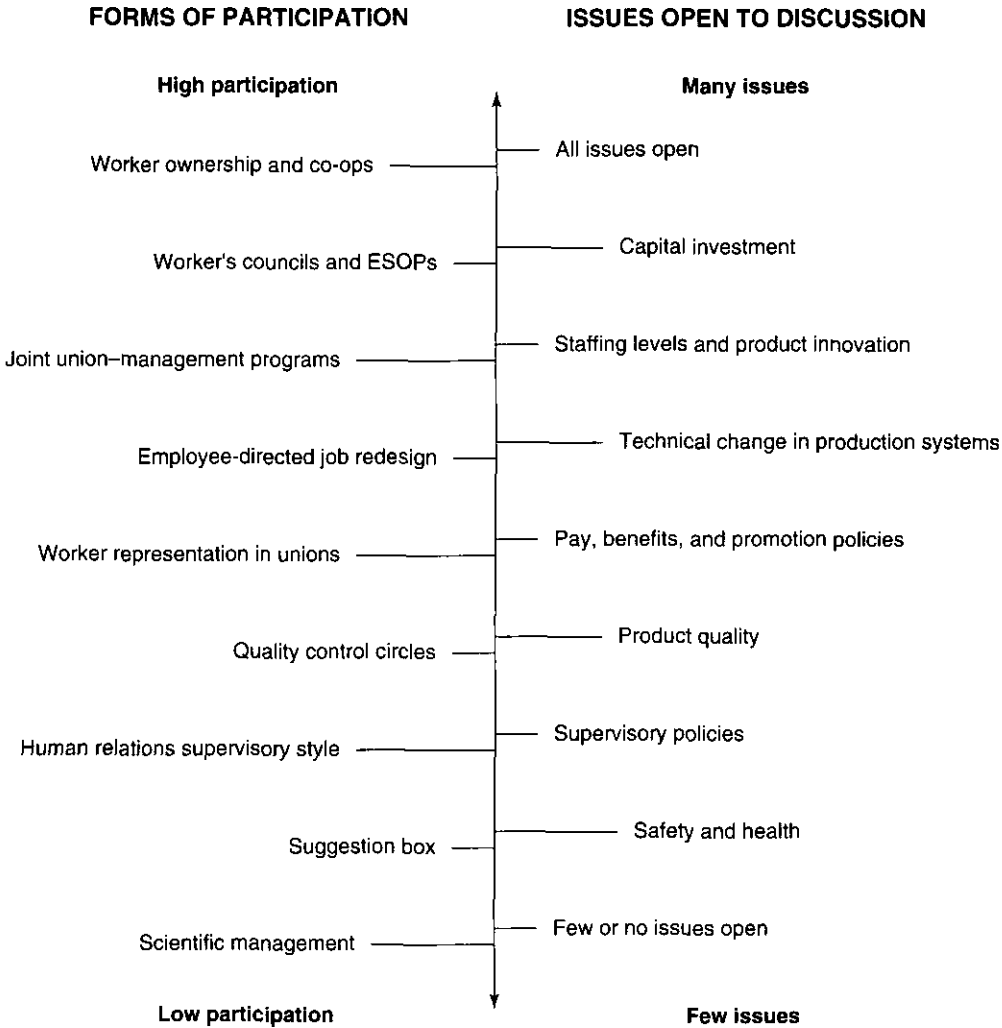 FORMS OF PARTICIPATION
ISSUES OPEN TO DISCUSSION
High participation
Many issues
All issues open
Worker ownership and co-ops
Capital investment
Worker's councils and ESOPs
Staffing levels and product innovation
Joint union–management programs
Technical change in production systems
Employee-directed job redesign
Pay, benefits, and promotion policies
Worker representation in unions
Product quality
Quality control circles
Supervisory policies
Human relations supervisory style
Safety and health
Suggestion box
Few or no issues open
Scientific management
Low participation
Few issues